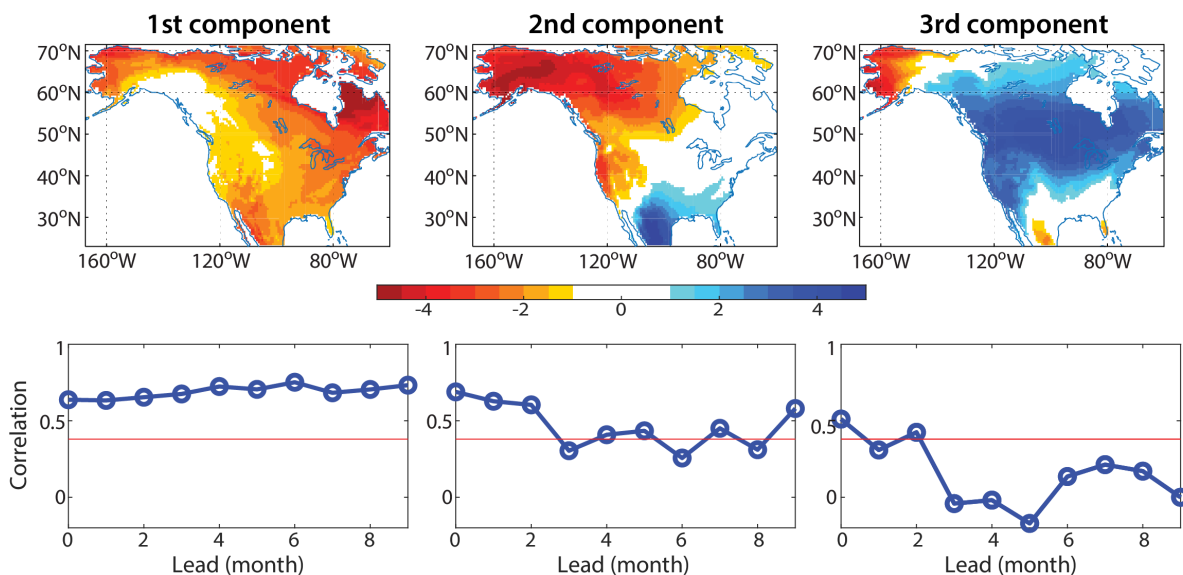 1st component 2nd component 3rd component
70°N 70°N 70°N
60°N 60°N 60°N
50°N 50°N 50°N
40°N 40°N 40°N
30°N 30°N 30°N
160°W 120°W 80°W 160°W 120°W 80°W 160°W 120°W 80°W
-4 -2 0 2 4
1 1 1
0.5 0.5 0.5
0 0 0
Correlation
0 2 4 6 8 0 2 4 6 8 0 2 4 6 8
Lead (month) Lead (month) Lead (month)